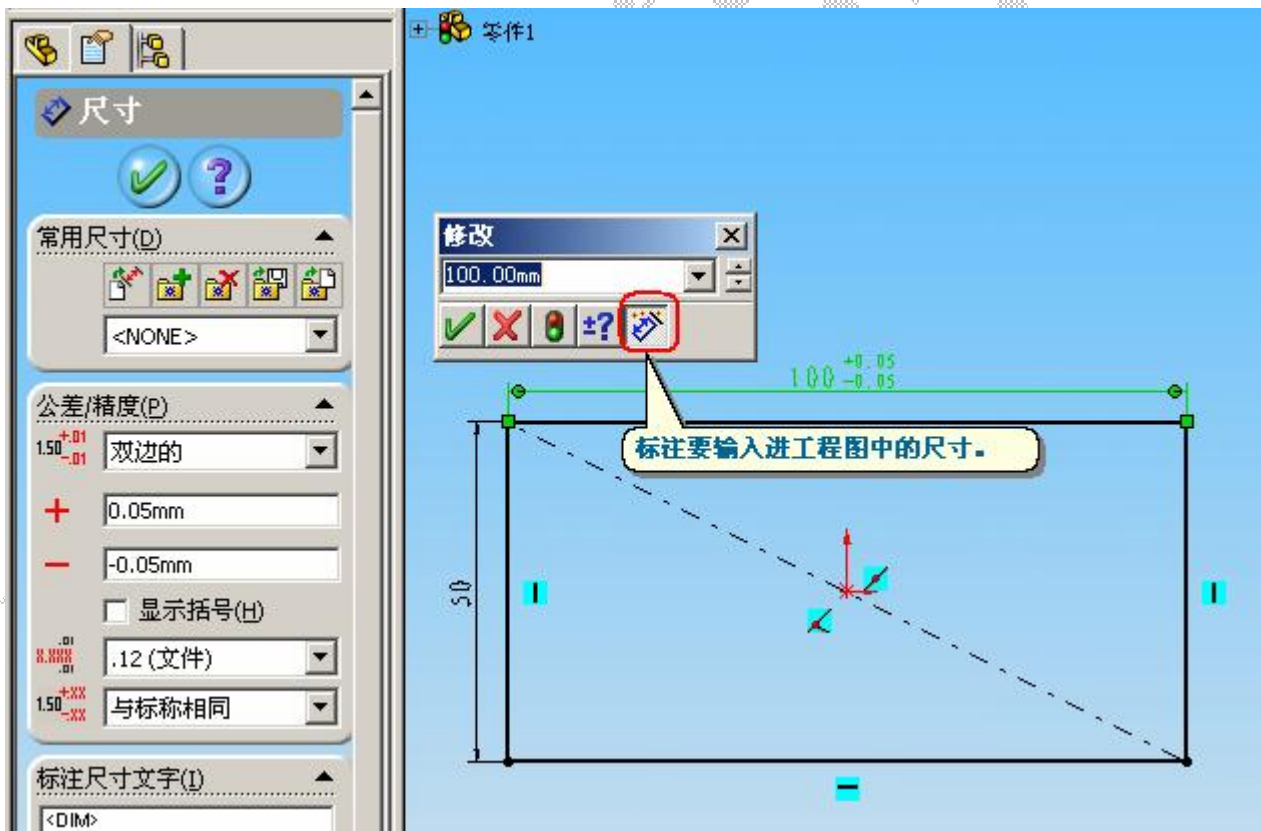 零件1
尺寸
常用尺寸(D)
<NONE>
公差/精度(P)
1.50 +.01 -.01
双边的
+
0.05mm
-
-0.05mm
显示括号(H)
.12 (文件)
1.50 +.XX -.XX
与标称相同
标注尺寸文字(I)
<DIM>
修改
100.00mm
±?
100 +0.05 -0.05
标注要输入进工程图中的尺寸。
50